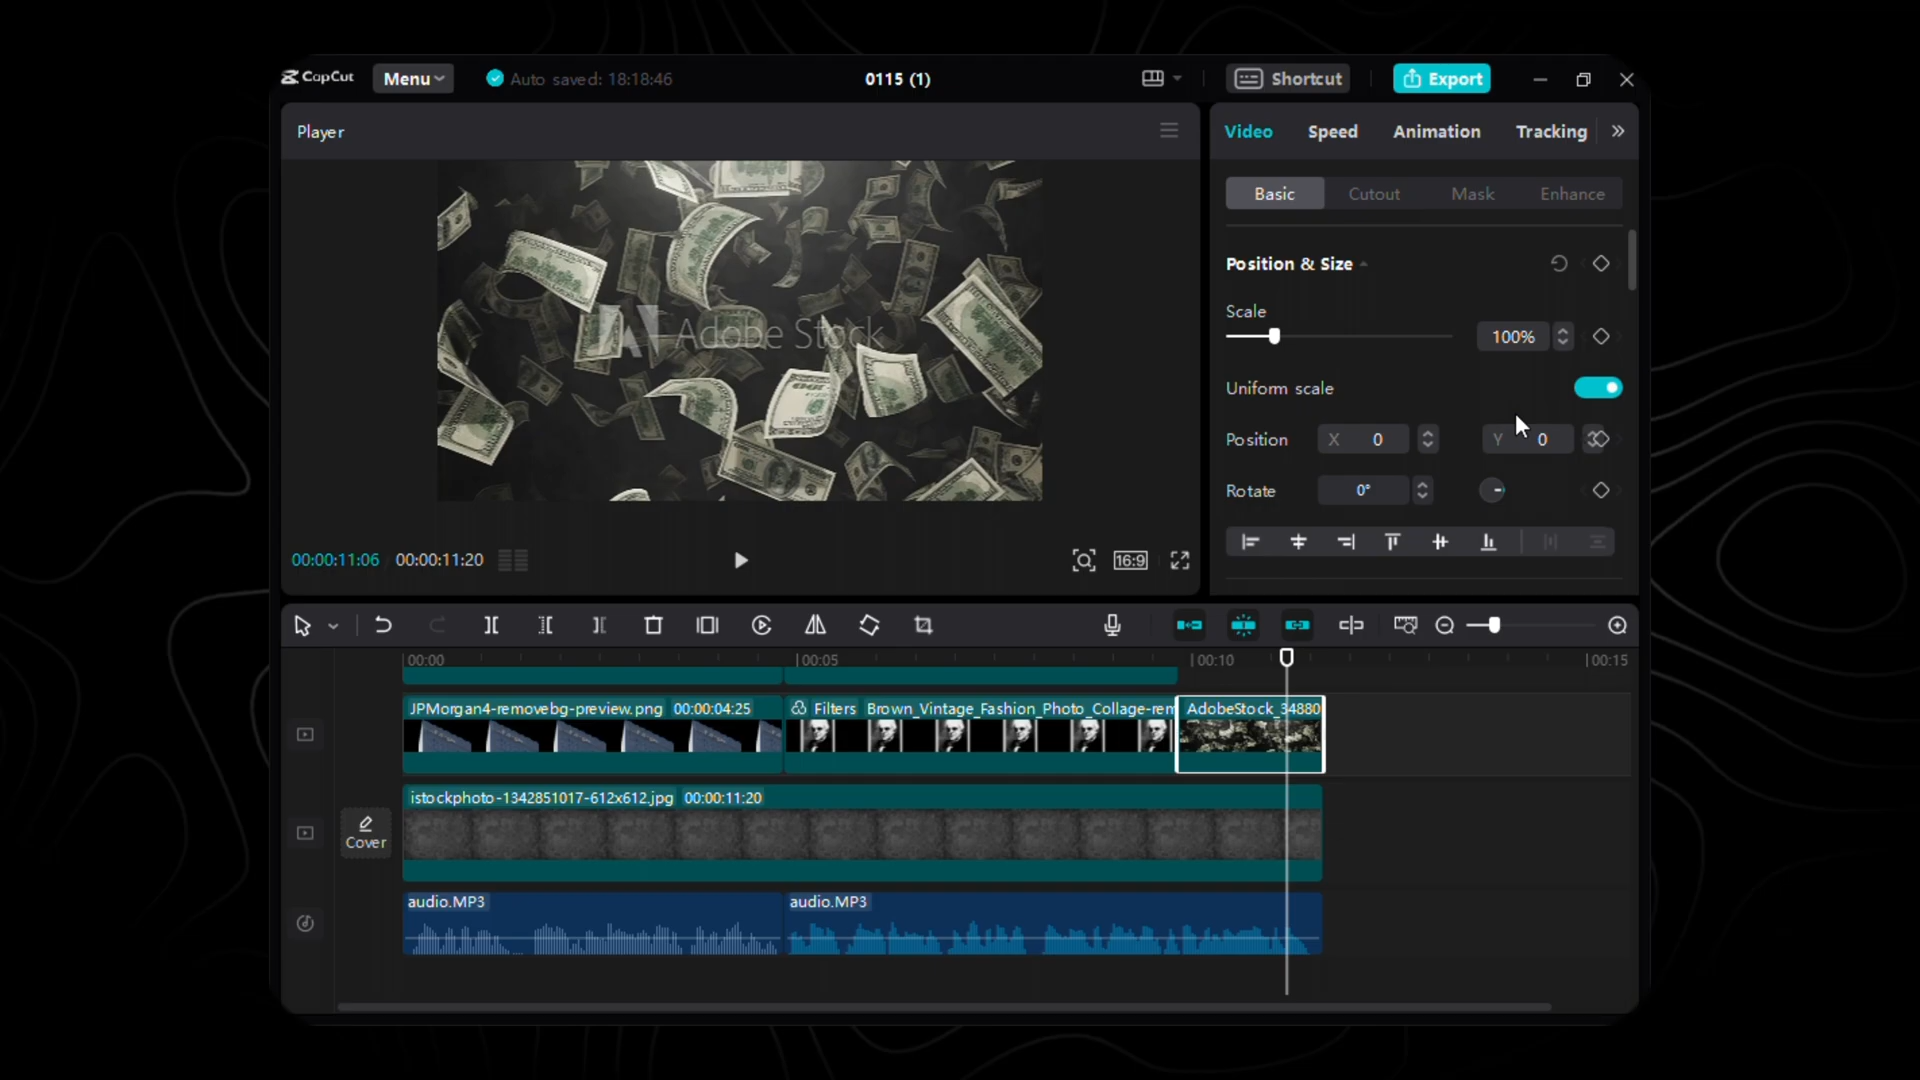 CapCut
Menu
Auto saved: 18:18:46
0115 (1)
Shortcut
Export
Player
Video
Speed
Animation
Tracking
Basic
Cutout
Mask
Enhance
Position & Size
Scale
100%
Uniform scale
Position
X 0
Y 0
Rotate
0°
Adobe Stock
00:00:11:06
00:00:11:20
16:9
00:00
00:05
00:10
00:15
JPMorgan4-removebg-preview.png 00:00:04:25
Filters Brown_Vintage_Fashion_Photo_Collage-rem
AdobeStock_34880
istockphoto-1342851017-612x612.jpg 00:00:11:20
Cover
audio.MP3
audio.MP3